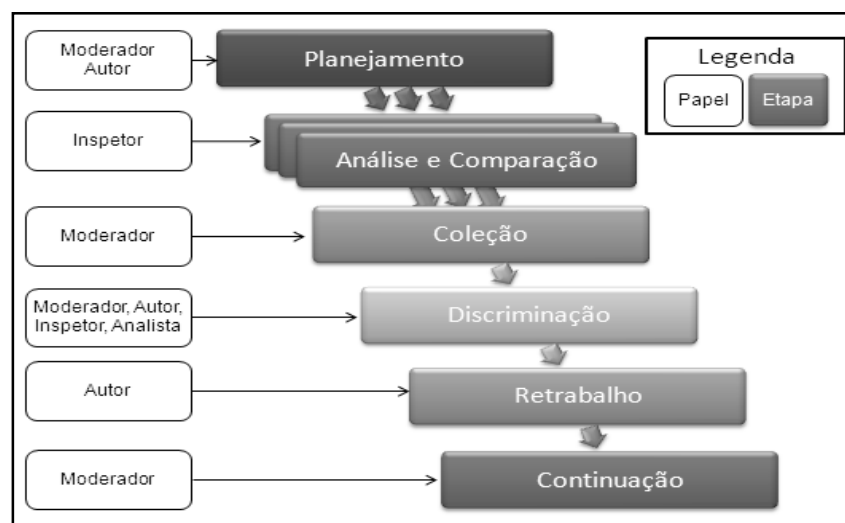 Moderador
Autor
Planejamento
Legenda
Papel
Etapa
Inspetor
Análise e Comparação
Moderador
Coleção
Moderador, Autor,
Inspetor, Analista
Discriminação
Autor
Retrabalho
Moderador
Continuação